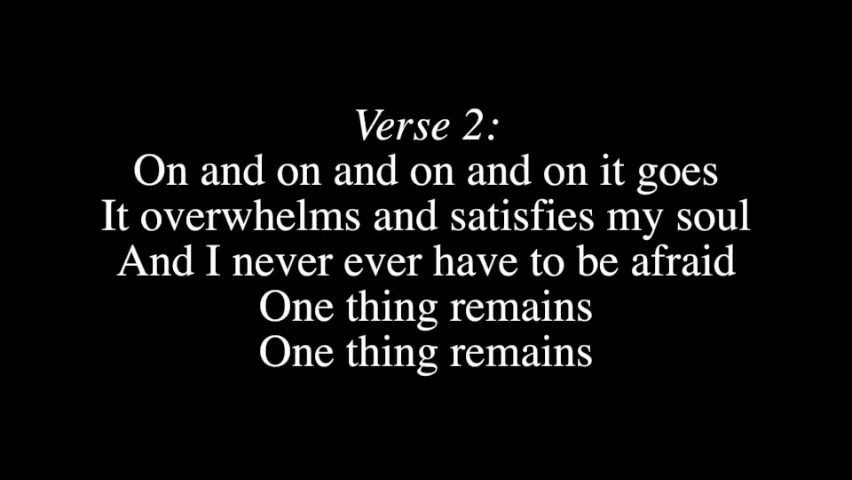 Verse 2:
On and on and on and on it goes
It overwhelms and satisfies my soul
And I never ever have to be afraid
One thing remains
One thing remains